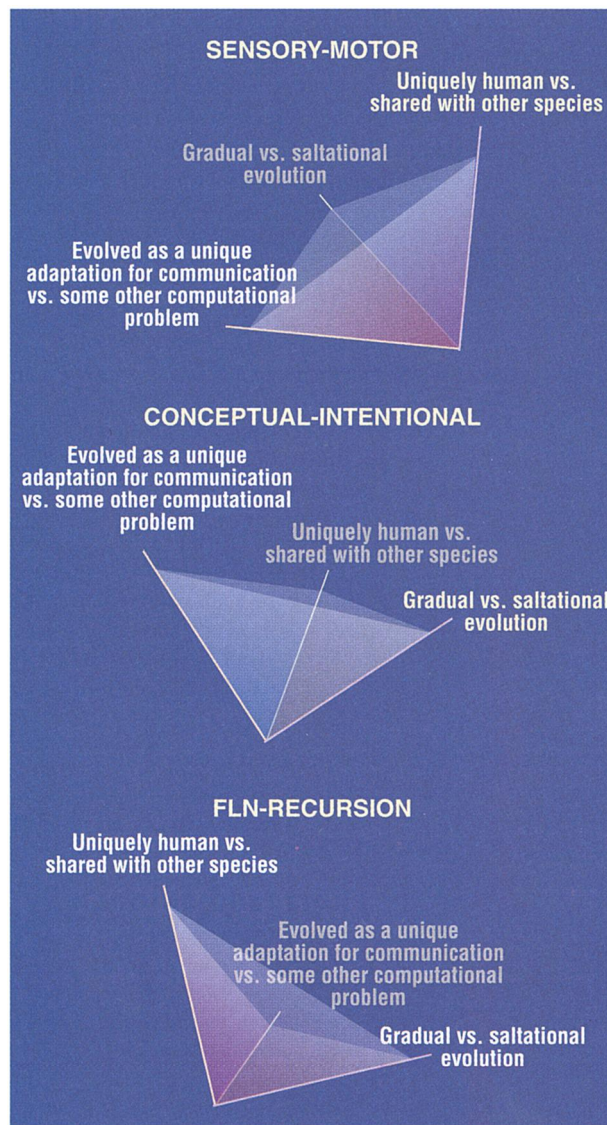 SENSORY-MOTOR
Uniquely human vs.
shared with other species
Gradual vs. saltational
evolution
Evolved as a unique
adaptation for communication
vs. some other computational
problem
CONCEPTUAL-INTENTIONAL
Evolved as a unique
adaptation for communication
vs. some other computational
problem
Uniquely human vs.
shared with other species
Gradual vs. saltational
evolution
FLN-RECURSION
Uniquely human vs.
shared with other species
Evolved as a unique
adaptation for communication
vs. some other computational
problem
Gradual vs. saltational
evolution